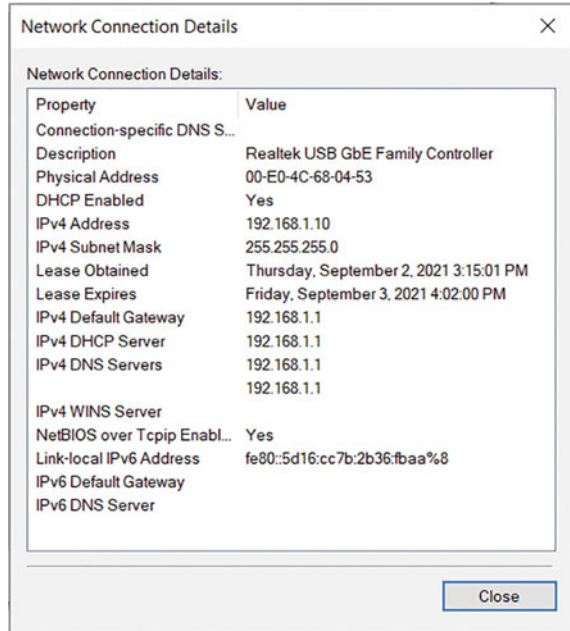 Network Connection Details
Network Connection Details:
Property Value
Connection-specific DNS S...
Description Realtek USB GbE Family Controller
Physical Address 00-E0-4C-68-04-53
DHCP Enabled Yes
IPv4 Address 192.168.1.10
IPv4 Subnet Mask 255.255.255.0
Lease Obtained Thursday, September 2, 2021 3:15:01 PM
Lease Expires Friday, September 3, 2021 4:02:00 PM
IPv4 Default Gateway 192.168.1.1
IPv4 DHCP Server 192.168.1.1
IPv4 DNS Servers 192.168.1.1
192.168.1.1
IPv4 WINS Server
NetBIOS over Tcpip Enabl... Yes
Link-local IPv6 Address fe80::5d16:cc7b:2b36:fbaa%8
IPv6 Default Gateway
IPv6 DNS Server
Close